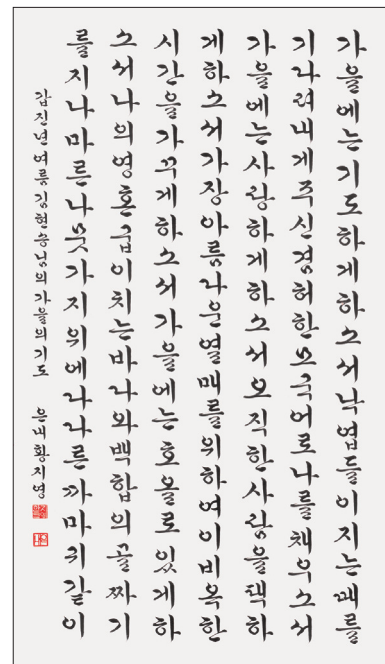 가을에는기도하게하소서낙엽들이지는때를
기다려내게주신겸허한모국어로나를채우소서
가을에는사랑하게하소서오직한사람을택하
게하소서가장아름다운열매를위하여이비옥한
시간을가꾸게하소서가을에는호올로있게하
소서나의영혼굽이치는바다와백합의골짜기
를지나마른나뭇가지위에다다른까마귀같이
갑진년여름김현승님의가을의기도 은내황지영